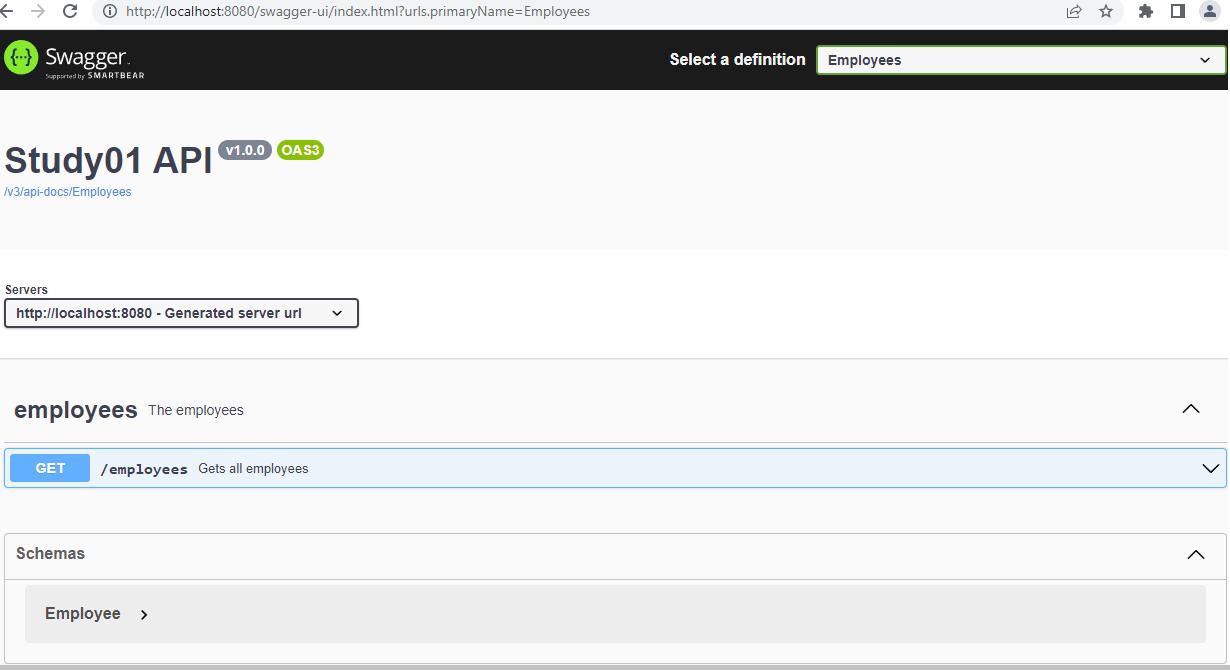 http://localhost:8080/swagger-ui/index.html?urls.primaryName=Employees
{···} Swagger.
Supported by SMARTBEAR
Select a definition Employees
Study01 API v1.0.0 OAS3
/v3/api-docs/Employees
Servers
http://localhost:8080 - Generated server url
employees The employees
GET /employees Gets all employees
Schemas
Employee